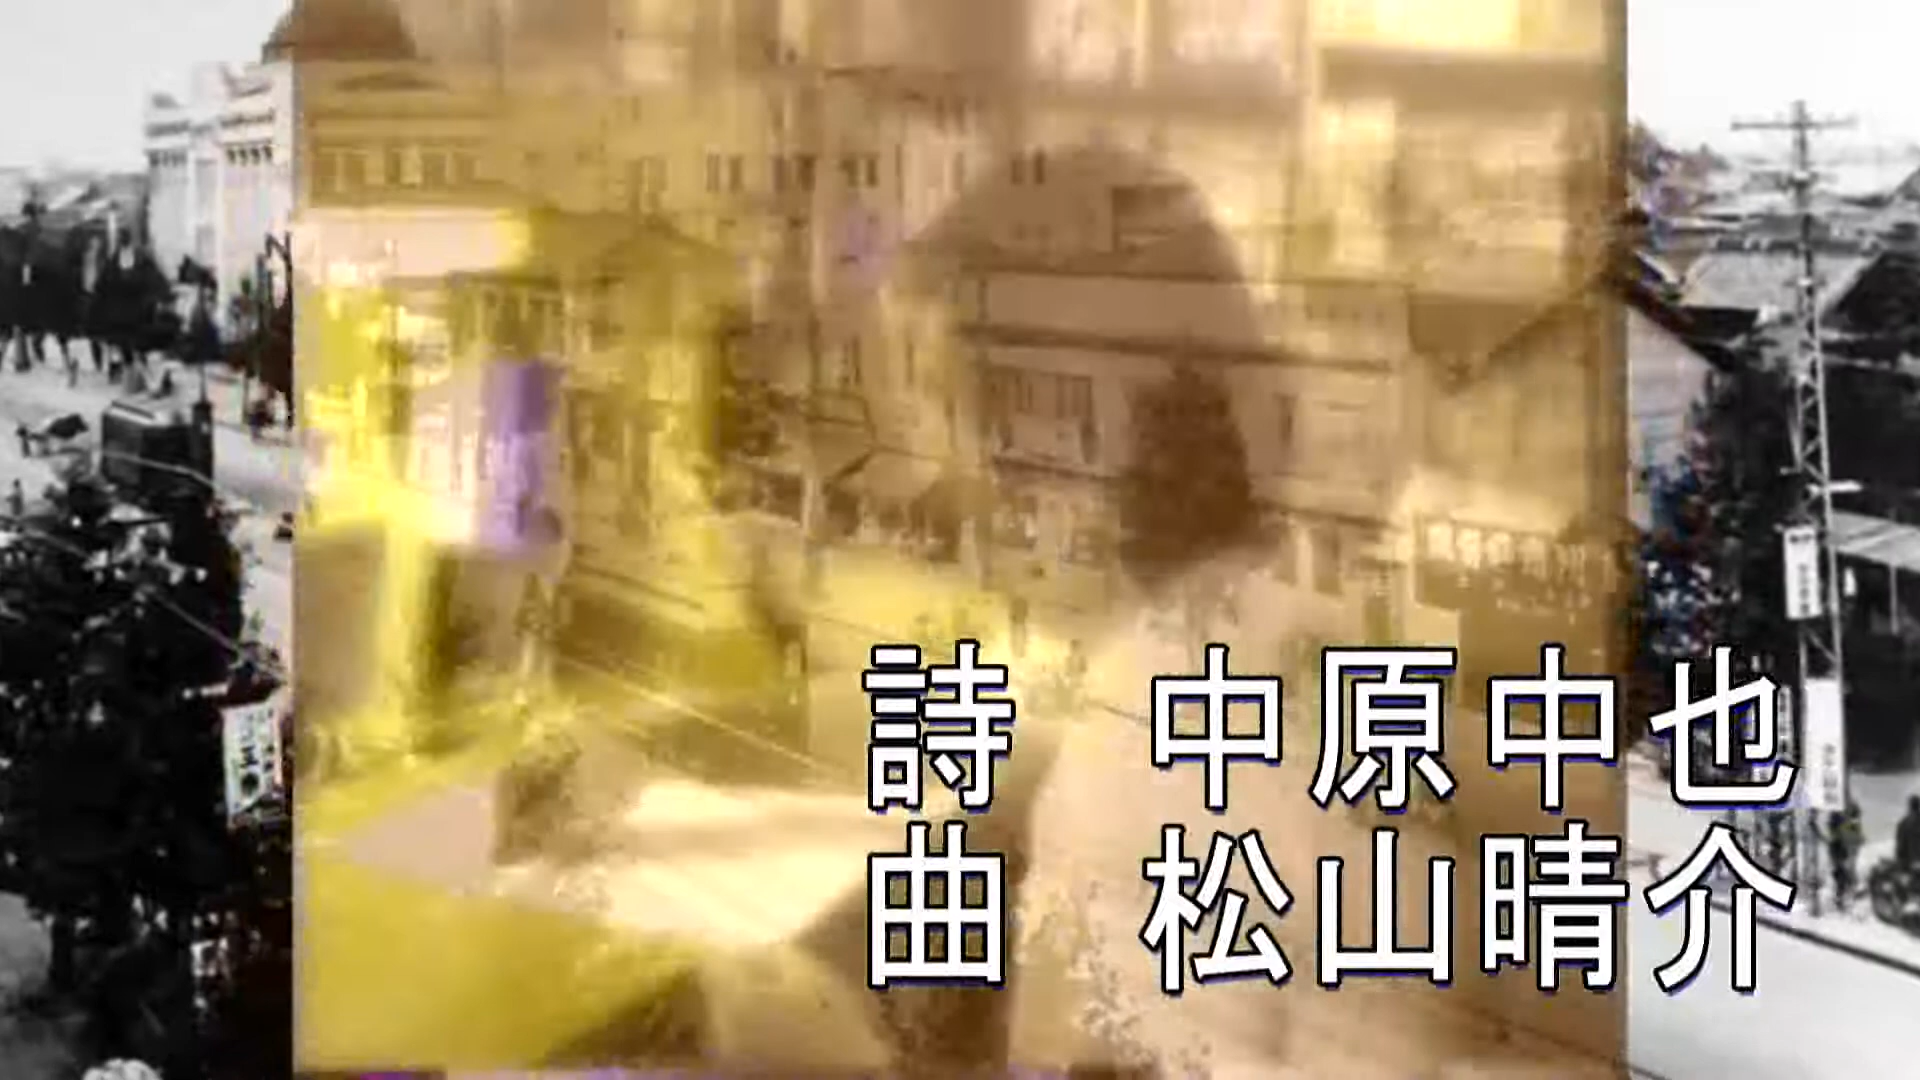 詩 中原中也
曲 松山晴介